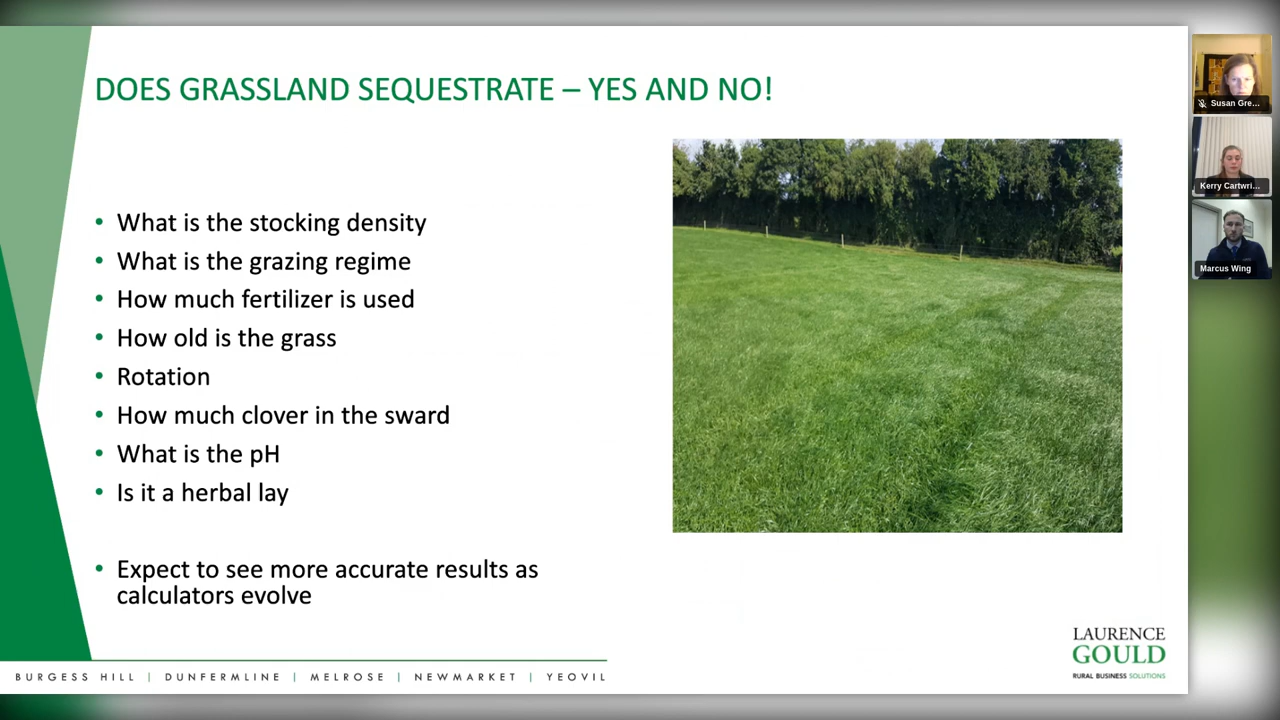 DOES GRASSLAND SEQUESTRATE – YES AND NO!
• What is the stocking density
• What is the grazing regime
• How much fertilizer is used
• How old is the grass
• Rotation
• How much clover in the sward
• What is the pH
• Is it a herbal lay
• Expect to see more accurate results as
calculators evolve
BURGESS HILL | DUNFERMLINE | MELROSE | NEWMARKET | YEOVIL
LAURENCE
GOULD
RURAL BUSINESS SOLUTIONS
Susan Gre...
Kerry Cartwri...
Marcus Wing